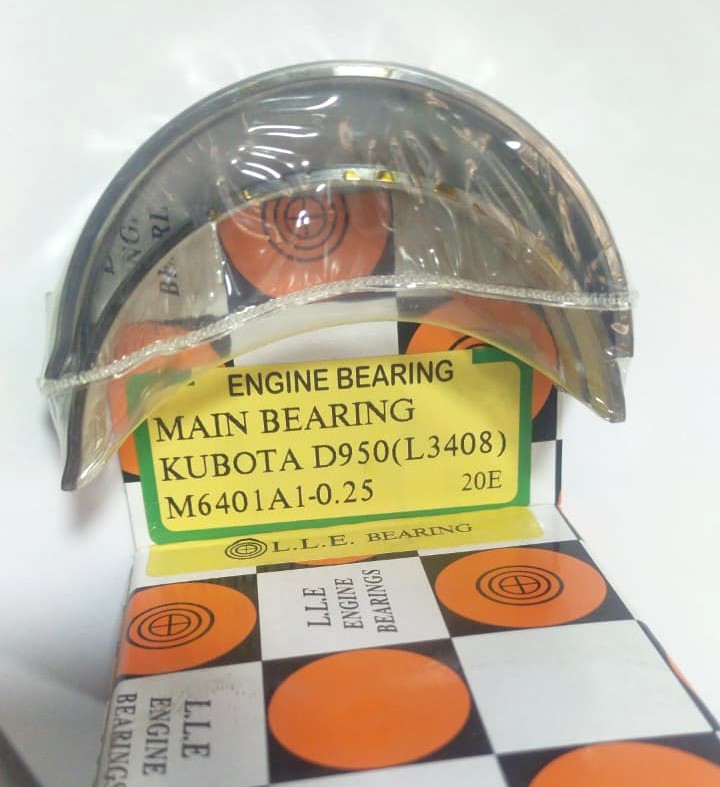 ENGINE BEARING
MAIN BEARING
KUBOTA D950(L3408)
M6401A1-0.25 20E
L.L.E. BEARING
L.L.E
ENGINE
BEARINGS
L.L.E
ENGINE
BEARINGS